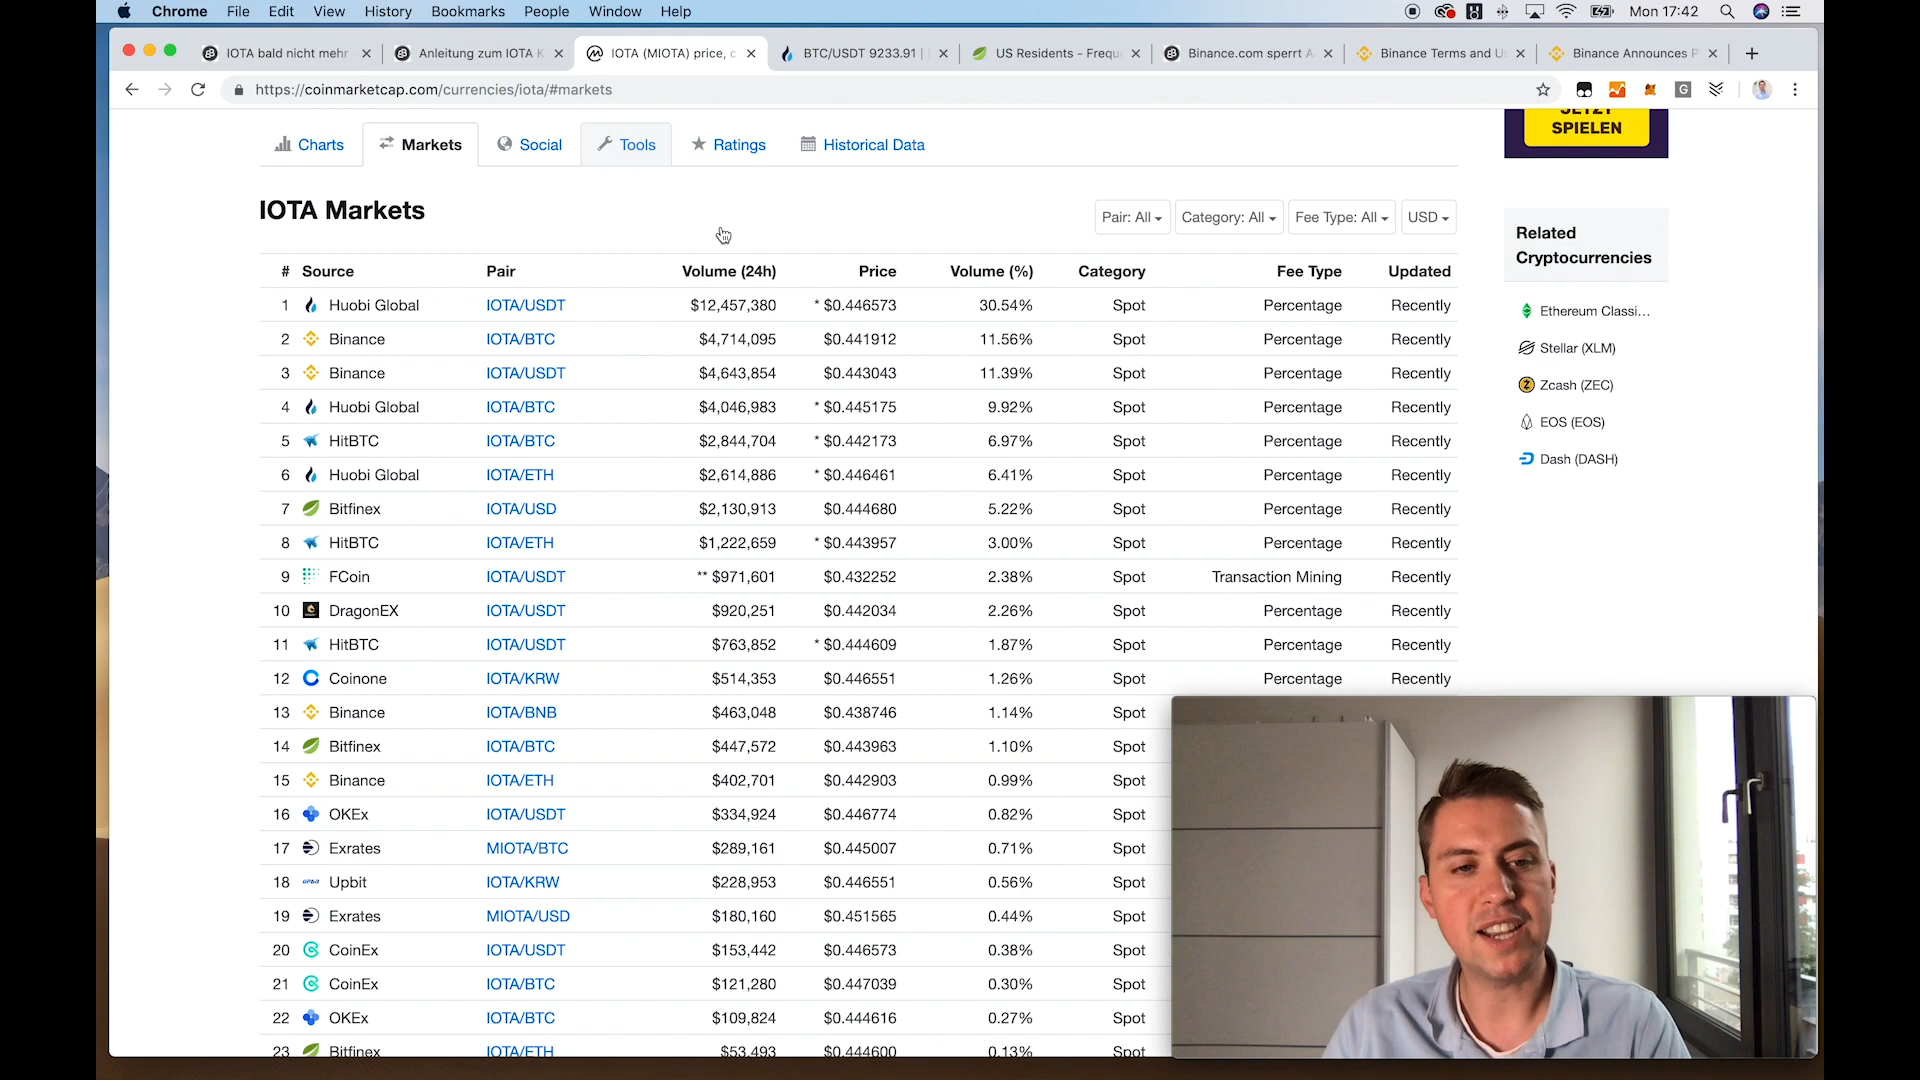 Chrome File Edit View History Bookmarks People Window Help Mon 17:42
IOTA bald nicht mehr Anleitung zum IOTA K IOTA (MIOTA) price, c BTC/USDT 9233.91 | US Residents - Frequ Binance.com sperrt A Binance Terms and U Binance Announces P
https://coinmarketcap.com/currencies/iota/#markets
JETZT
SPIELEN
Charts Markets Social Tools Ratings Historical Data
IOTA Markets
Pair: All Category: All Fee Type: All USD
# Source Pair Volume (24h) Price Volume (%) Category Fee Type Updated
1 Huobi Global IOTA/USDT $12,457,380 * $0.446573 30.54% Spot Percentage Recently
2 Binance IOTA/BTC $4,714,095 $0.441912 11.56% Spot Percentage Recently
3 Binance IOTA/USDT $4,643,854 $0.443043 11.39% Spot Percentage Recently
4 Huobi Global IOTA/BTC $4,046,983 * $0.445175 9.92% Spot Percentage Recently
5 HitBTC IOTA/BTC $2,844,704 * $0.442173 6.97% Spot Percentage Recently
6 Huobi Global IOTA/ETH $2,614,886 * $0.446461 6.41% Spot Percentage Recently
7 Bitfinex IOTA/USD $2,130,913 $0.444680 5.22% Spot Percentage Recently
8 HitBTC IOTA/ETH $1,222,659 * $0.443957 3.00% Spot Percentage Recently
9 FCoin IOTA/USDT ** $971,601 $0.432252 2.38% Spot Transaction Mining Recently
10 DragonEX IOTA/USDT $920,251 $0.442034 2.26% Spot Percentage Recently
11 HitBTC IOTA/USDT $763,852 * $0.444609 1.87% Spot Percentage Recently
12 Coinone IOTA/KRW $514,353 $0.446551 1.26% Spot Percentage Recently
13 Binance IOTA/BNB $463,048 $0.438746 1.14% Spot
14 Bitfinex IOTA/BTC $447,572 $0.443963 1.10% Spot
15 Binance IOTA/ETH $402,701 $0.442903 0.99% Spot
16 OKEx IOTA/USDT $334,924 $0.446774 0.82% Spot
17 Exrates MIOTA/BTC $289,161 $0.445007 0.71% Spot
18 Upbit IOTA/KRW $228,953 $0.446551 0.56% Spot
19 Exrates MIOTA/USD $180,160 $0.451565 0.44% Spot
20 CoinEx IOTA/USDT $153,442 $0.446573 0.38% Spot
21 CoinEx IOTA/BTC $121,280 $0.447039 0.30% Spot
22 OKEx IOTA/BTC $109,824 $0.444616 0.27% Spot
23 Bitfinex IOTA/ETH $53,493 $0.444600 0.13% Spot
Related
Cryptocurrencies
Ethereum Classi...
Stellar (XLM)
Zcash (ZEC)
EOS (EOS)
Dash (DASH)